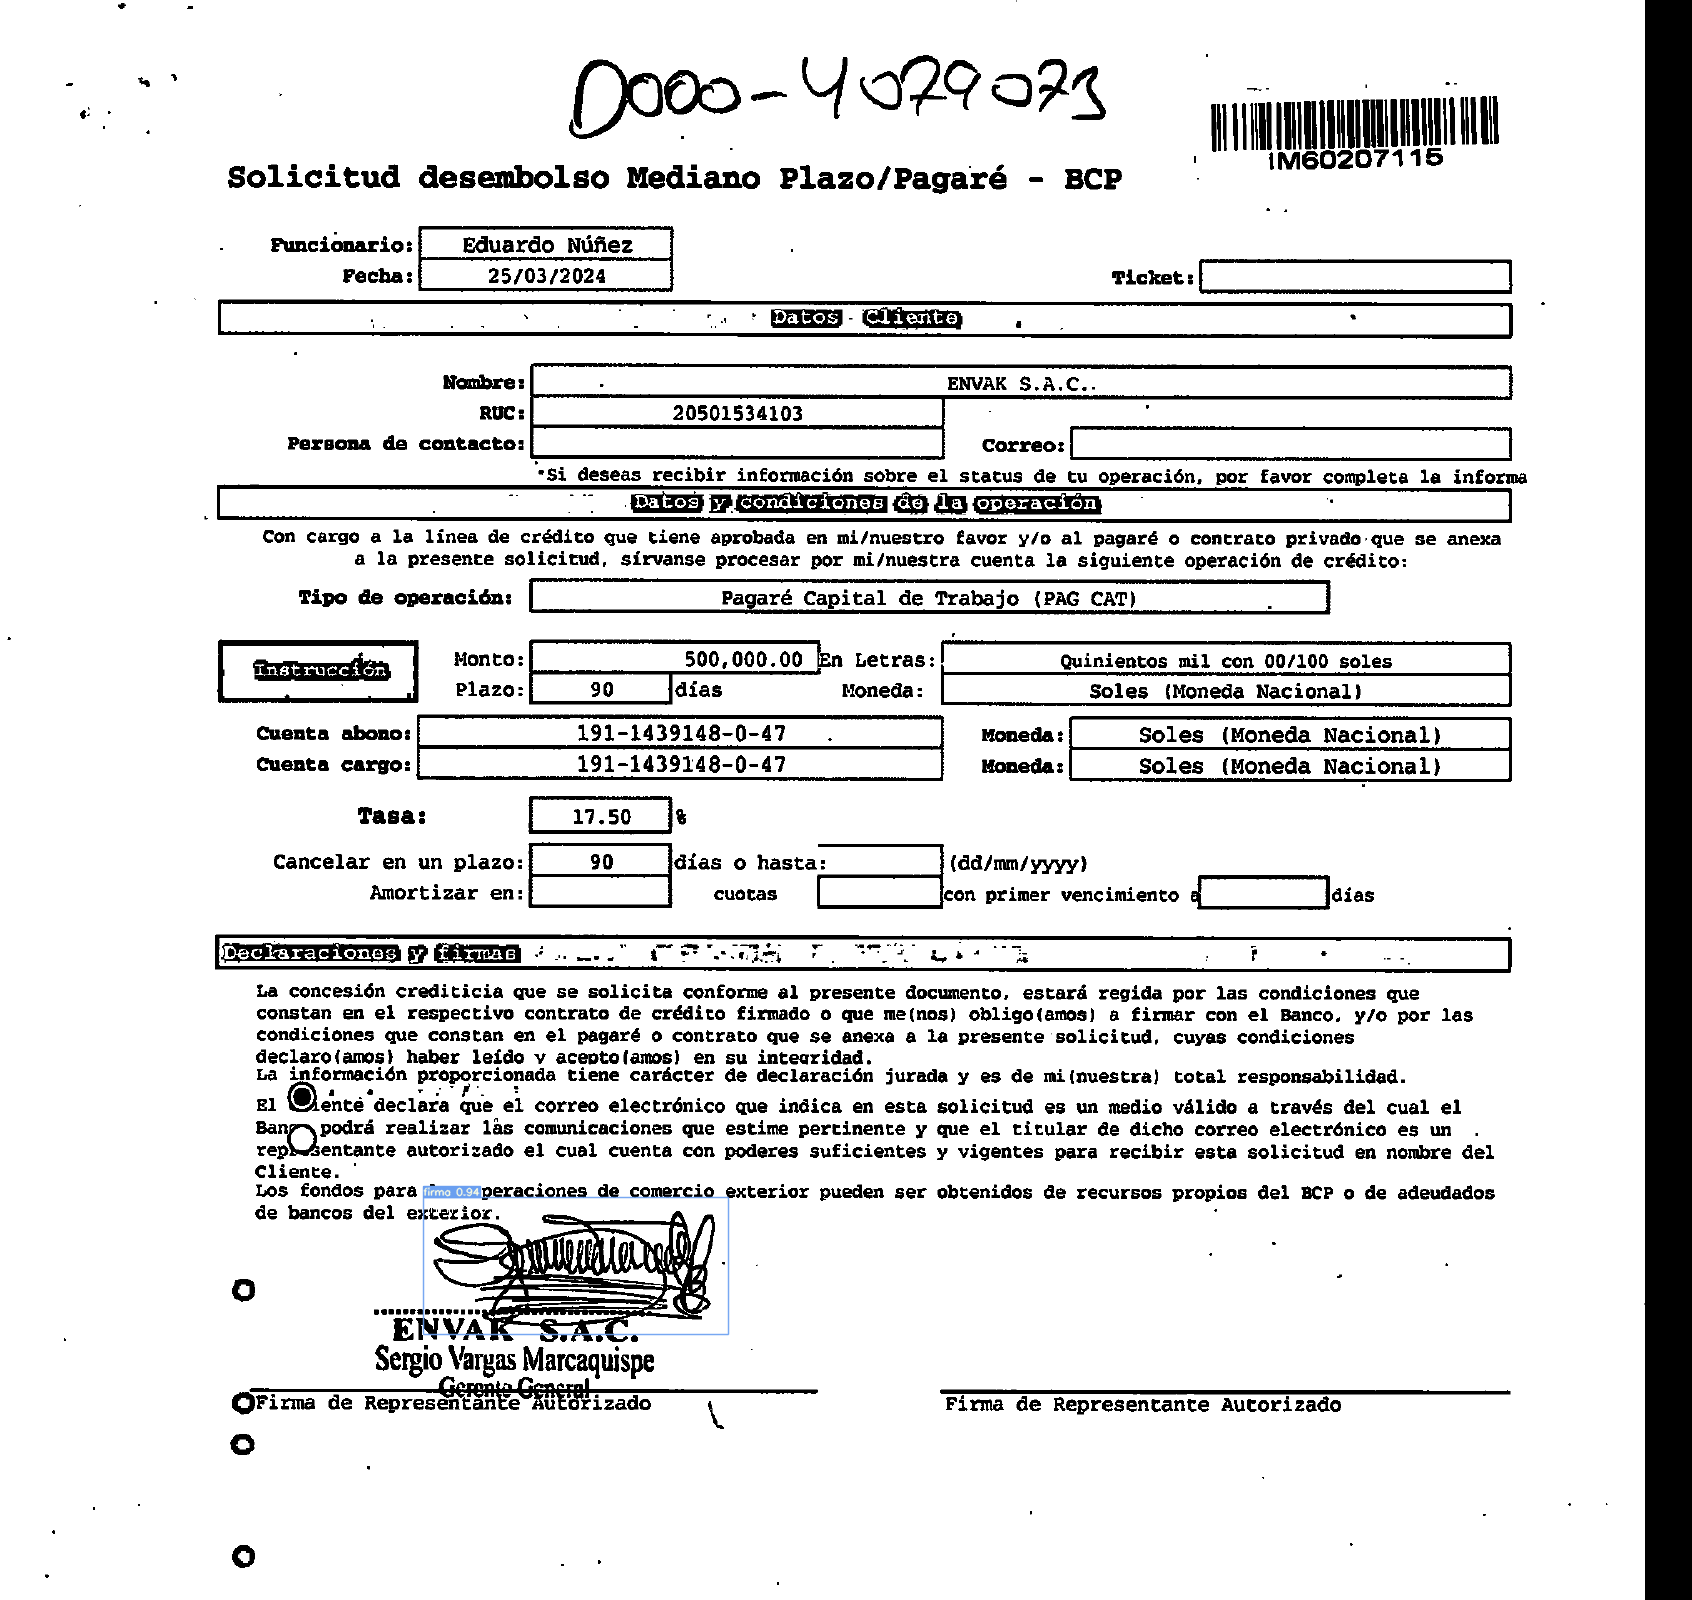 D000-4079073
IM60207115
Solicitud desembolso Mediano Plazo/Pagaré - BCP
Funcionario: Eduardo Núñez
Fecha: 25/03/2024 Ticket:
Datos Cliente
Nombre: ENVAK S.A.C..
RUC: 20501534103
Persona de contacto: Correo:
*Si deseas recibir información sobre el status de tu operación, por favor completa la informa
Datos y condiciones de la operación
Con cargo a la línea de crédito que tiene aprobada en mi/nuestro favor y/o al pagaré o contrato privado que se anexa
a la presente solicitud, sírvanse procesar por mi/nuestra cuenta la siguiente operación de crédito:
Tipo de operación: Pagaré Capital de Trabajo (PAG CAT)
Instrucción Monto: 500,000.00 En Letras: Quinientos mil con 00/100 soles
Plazo: 90 días Moneda: Soles (Moneda Nacional)
Cuenta abono: 191-1439148-0-47 Moneda: Soles (Moneda Nacional)
Cuenta cargo: 191-1439148-0-47 Moneda: Soles (Moneda Nacional)
Tasa: 17.50 %
Cancelar en un plazo: 90 días o hasta: (dd/mm/yyyy)
Amortizar en: cuotas con primer vencimiento a días
Declaraciones y firmas
La concesión crediticia que se solicita conforme al presente documento, estará regida por las condiciones que
constan en el respectivo contrato de crédito firmado o que me(nos) obligo(amos) a firmar con el Banco, y/o por las
condiciones que constan en el pagaré o contrato que se anexa a la presente solicitud, cuyas condiciones
declaro(amos) haber leído y acepto(amos) en su integridad.
La información proporcionada tiene carácter de declaración jurada y es de mi(nuestra) total responsabilidad.
El Cliente declara que el correo electrónico que indica en esta solicitud es un medio válido a través del cual el
Banco podrá realizar las comunicaciones que estime pertinente y que el titular de dicho correo electrónico es un
representante autorizado el cual cuenta con poderes suficientes y vigentes para recibir esta solicitud en nombre del
Cliente.
Los fondos para firma 0.94 peraciones de comercio exterior pueden ser obtenidos de recursos propios del BCP o de adeudados
de bancos del exterior.
ENVAK S.A.C.
Sergio Vargas Marcaquispe
Gerente General
Firma de Representante Autorizado Firma de Representante Autorizado